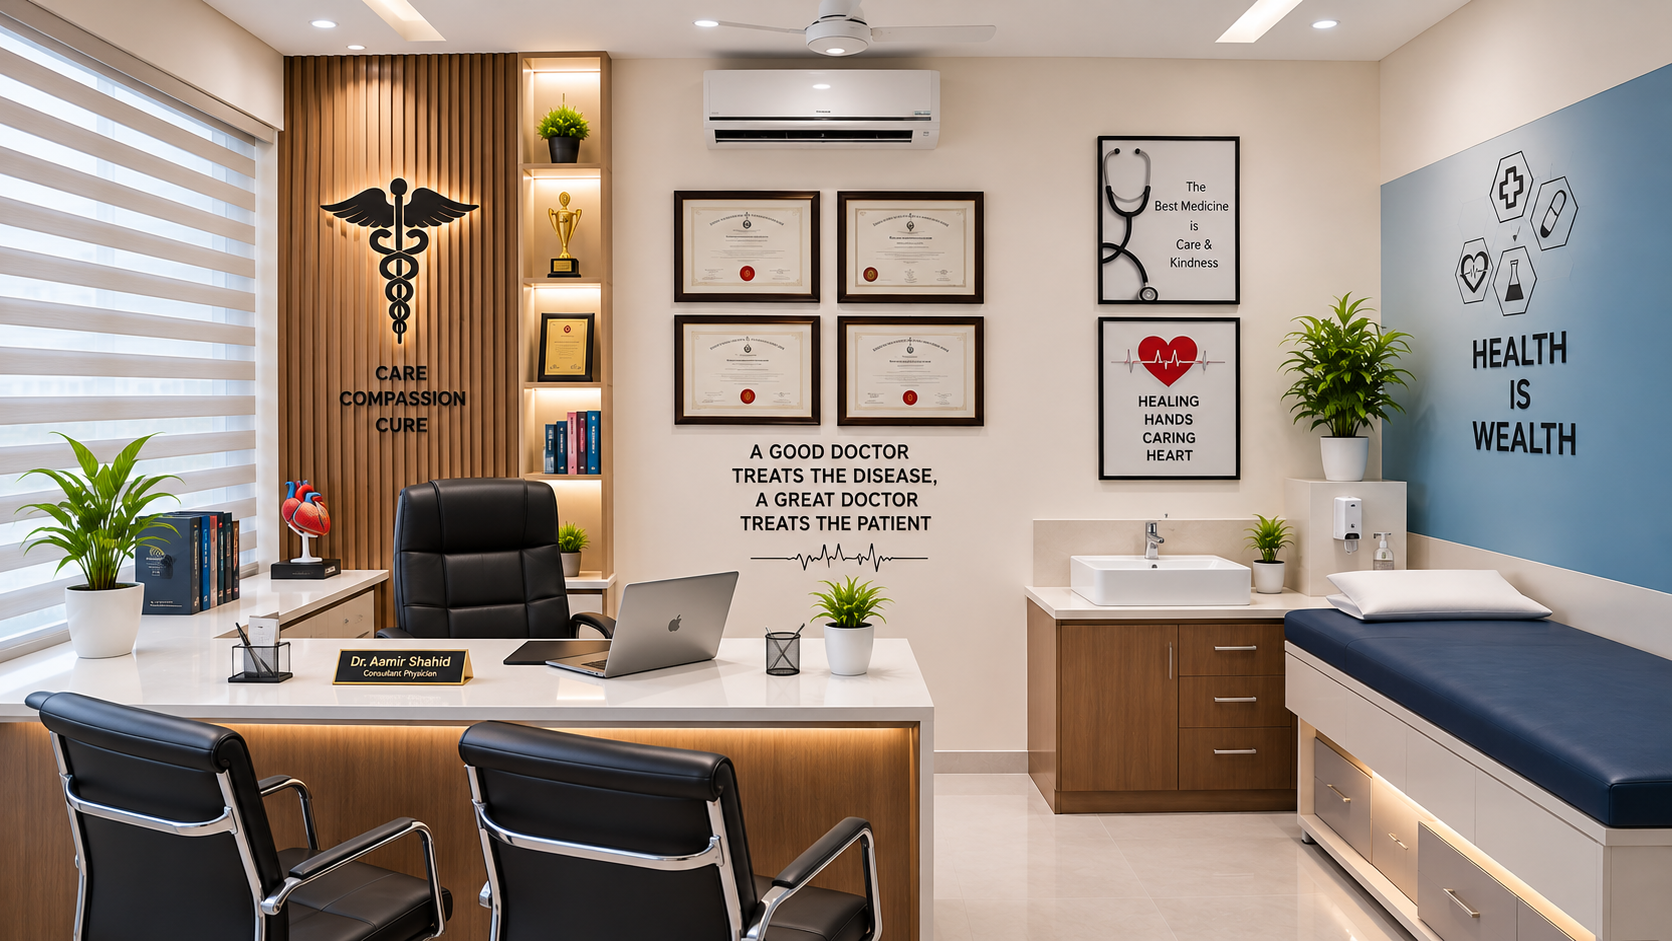 CARE
COMPASSION
CURE
A GOOD DOCTOR
TREATS THE DISEASE,
A GREAT DOCTOR
TREATS THE PATIENT
The
Best Medicine
is
Care &
Kindness
HEALING
HANDS
CARING
HEART
HEALTH
IS
WEALTH
Dr. Aamir Shahid
Consultant Physician